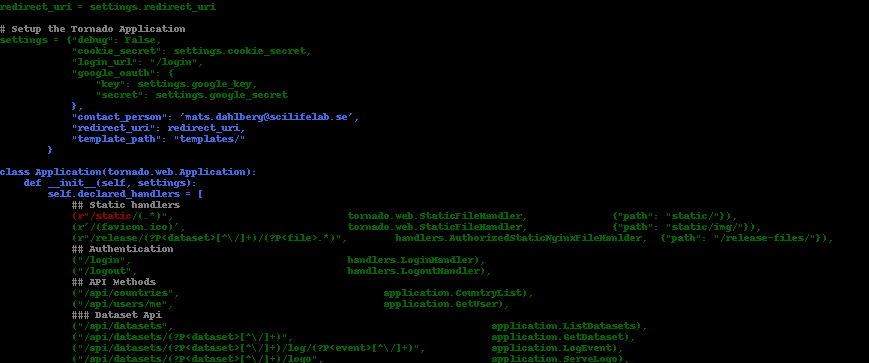 redirect_uri = settings.redirect_uri
# Setup the Tornado Application
settings = {"debug": False,
"cookie_secret": settings.cookie_secret,
"login_url": "/login",
"google_oauth": {
"key": settings.google_key,
"secret": settings.google_secret
},
"contact_person": 'mats.dahlberg@scilifelab.se',
"redirect_uri": redirect_uri,
"template_path": "templates/"
}
class Application(tornado.web.Application):
def __init__(self, settings):
self.declared_handlers = [
## Static handlers
(r"/static/(.*)", tornado.web.StaticFileHandler, {"path": "static/"}),
(r'/(favicon.ico)', tornado.web.StaticFileHandler, {"path": "static/img/"}),
(r"/release/(?P<dataset>[^\/]+)/(?P<file>.*)", handlers.AuthorizedStaticNginxFileHanlder, {"path": "/release-files/"}),
## Authentication
("/login", handlers.LoginHandler),
("/logout", handlers.LogoutHandler),
## API Methods
("/api/countries", application.CountryList),
("/api/users/me", application.GetUser),
### Dataset Api
("/api/datasets", application.ListDatasets),
("/api/datasets/(?P<dataset>[^\/]+)", application.GetDataset),
("/api/datasets/(?P<dataset>[^\/]+)/log/(?P<event>[^\/]+)", application.LogEvent),
("/api/datasets/(?P<dataset>[^\/]+)/logo", application.ServeLogo),